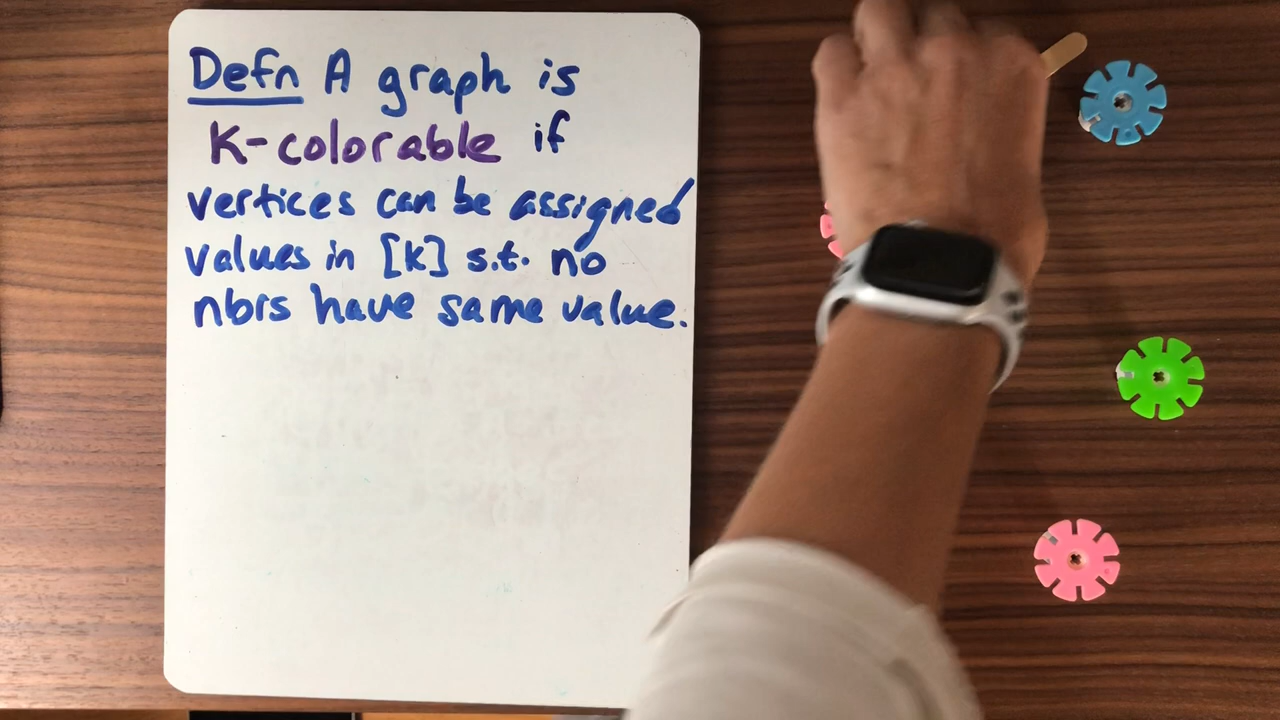 Defn A graph is
K-colorable if
vertices can be assigned
values in [K] s.t. no
nbrs have same value.